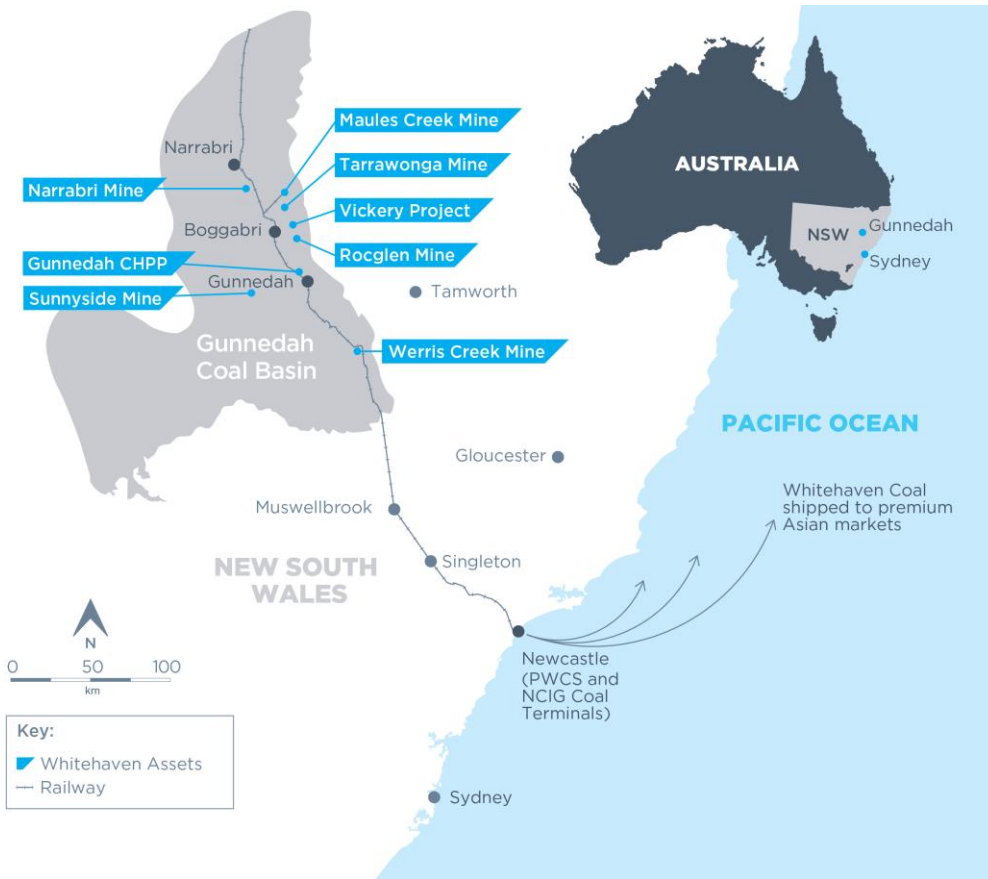 Maules Creek Mine
Narrabri
Tarrawonga Mine
Narrabri Mine
Vickery Project
Boggabri
Rocglen Mine
Gunnedah CHPP
Gunnedah
Sunnyside Mine
Tamworth
Gunnedah
Coal Basin
Werris Creek Mine
AUSTRALIA
NSW
Gunnedah
Sydney
PACIFIC OCEAN
Gloucester
Whitehaven Coal
shipped to premium
Asian markets
Muswellbrook
NEW SOUTH
WALES
Singleton
Newcastle
(PWCS and
NCIG Coal
Terminals)
N
0 50 100
km
Key:
Whitehaven Assets
Railway
Sydney